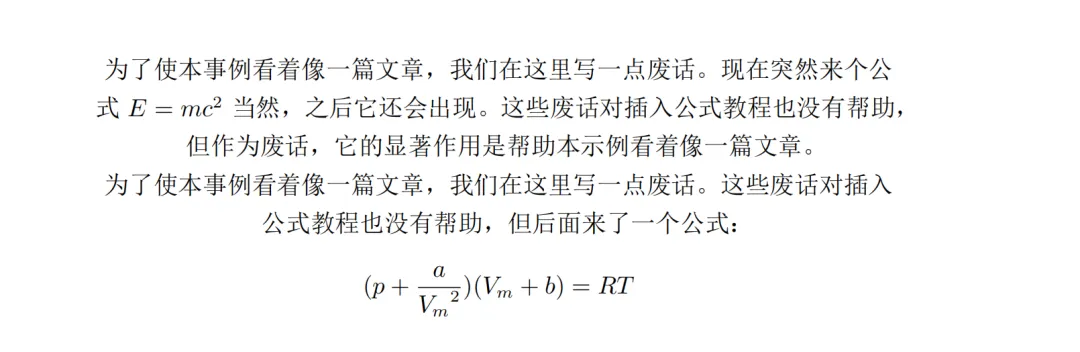 为了使本事例看着像一篇文章，我们在这里写一点废话。现在突然来个公
式 E = mc² 当然，之后它还会出现。这些废话对插入公式教程也没有帮助，
但作为废话，它的显著作用是帮助本示例看着像一篇文章。
为了使本事例看着像一篇文章，我们在这里写一点废话。这些废话对插入
公式教程也没有帮助，但后面来了一个公式：
(p + a/V_m²)(V_m + b) = RT